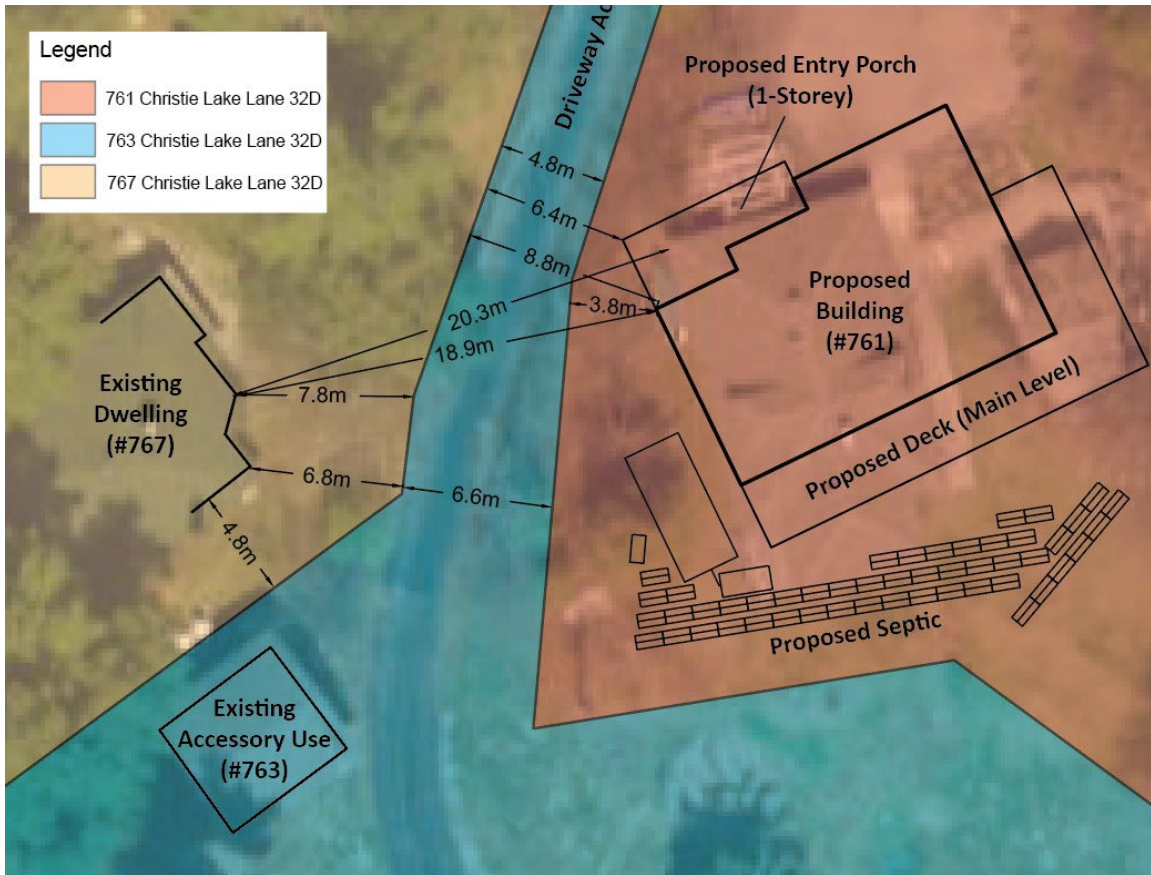 Legend
761 Christie Lake Lane 32D
763 Christie Lake Lane 32D
767 Christie Lake Lane 32D
Driveway Ac
Proposed Entry Porch
(1-Storey)
4.8m
6.4m
8.8m
20.3m
3.8m
18.9m
Proposed
Building
(#761)
Existing
Dwelling
(#767)
7.8m
6.8m
6.6m
4.8m
Proposed Deck (Main Level)
Proposed Septic
Existing
Accessory Use
(#763)